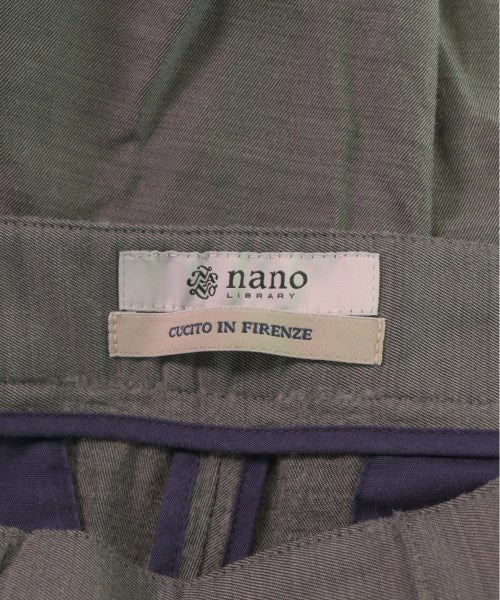 nano
LIBRARY
CUCITO IN FIRENZE